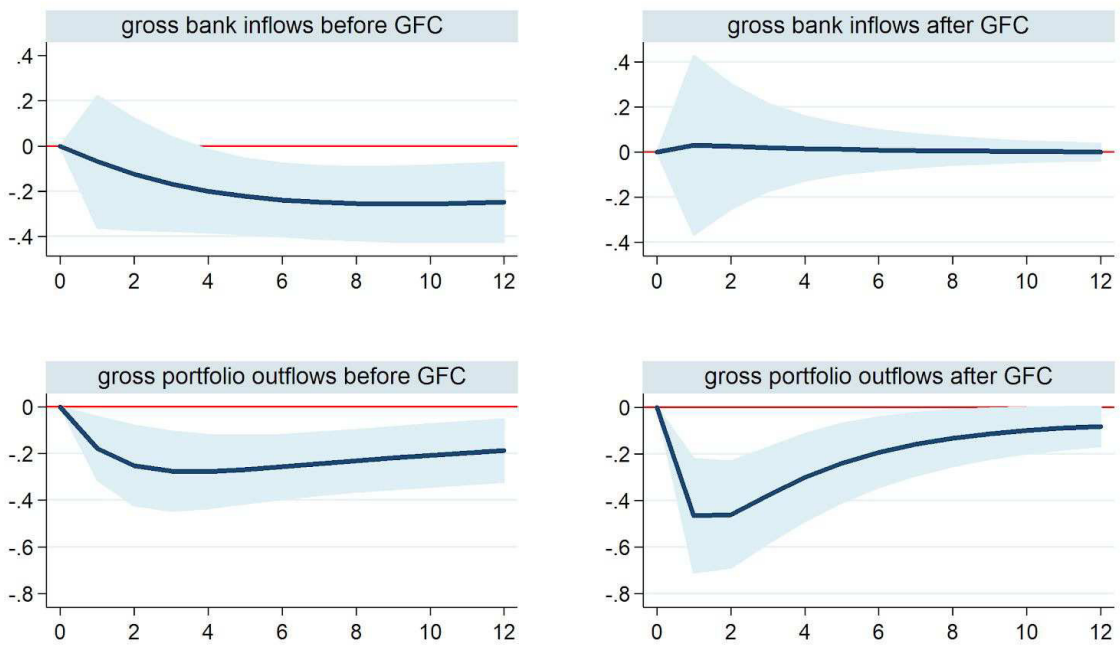 gross bank inflows before GFC
.4
.2
0
-.2
-.4
0 2 4 6 8 10 12
gross bank inflows after GFC
.4
.2
0
-.2
-.4
0 2 4 6 8 10 12
gross portfolio outflows before GFC
0
-.2
-.4
-.6
-.8
0 2 4 6 8 10 12
gross portfolio outflows after GFC
0
-.2
-.4
-.6
-.8
0 2 4 6 8 10 12